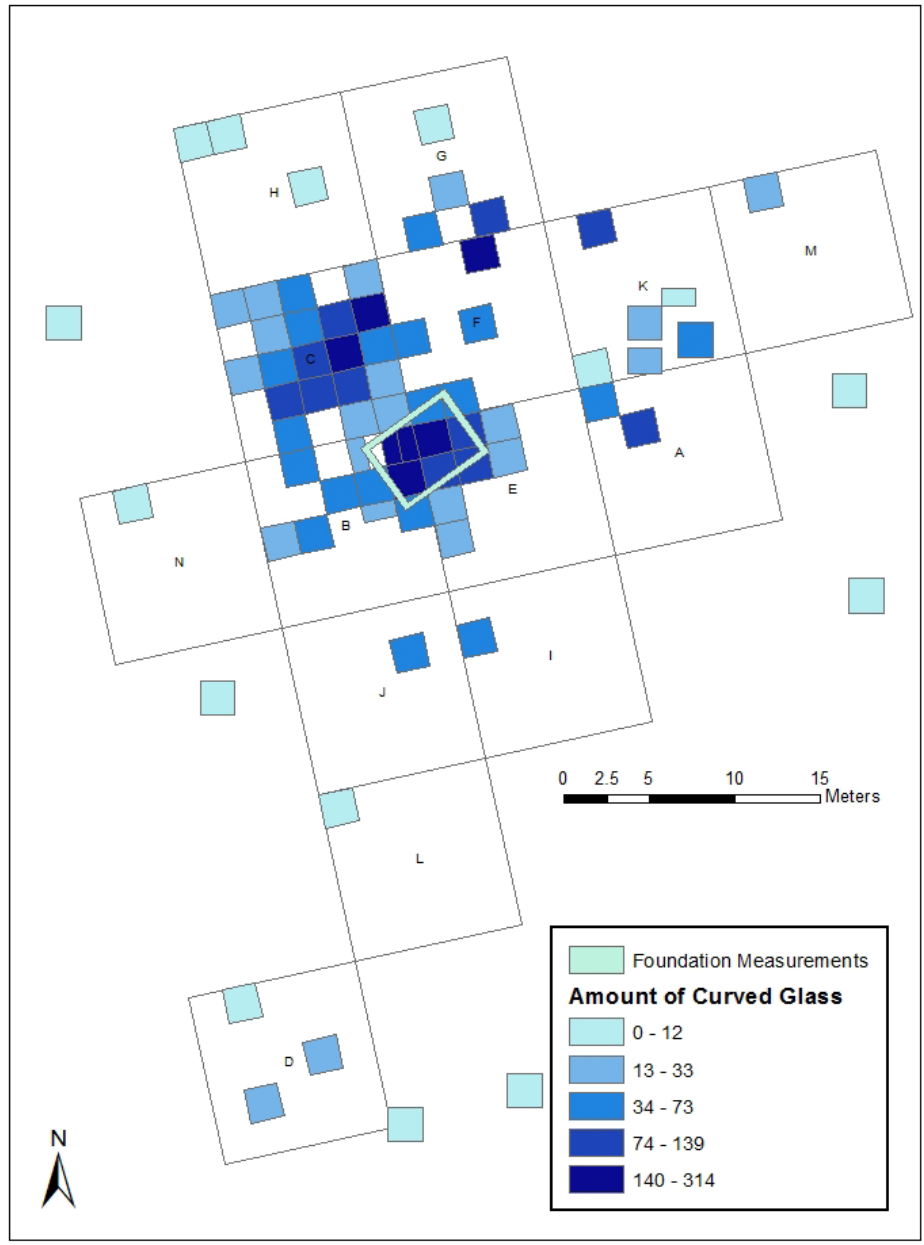 G
H
M
K
F
C
A
E
B
N
I
J
0 2.5 5 10 15
Meters
L
Foundation Measurements
Amount of Curved Glass
0 - 12
13 - 33
34 - 73
74 - 139
140 - 314
D
N